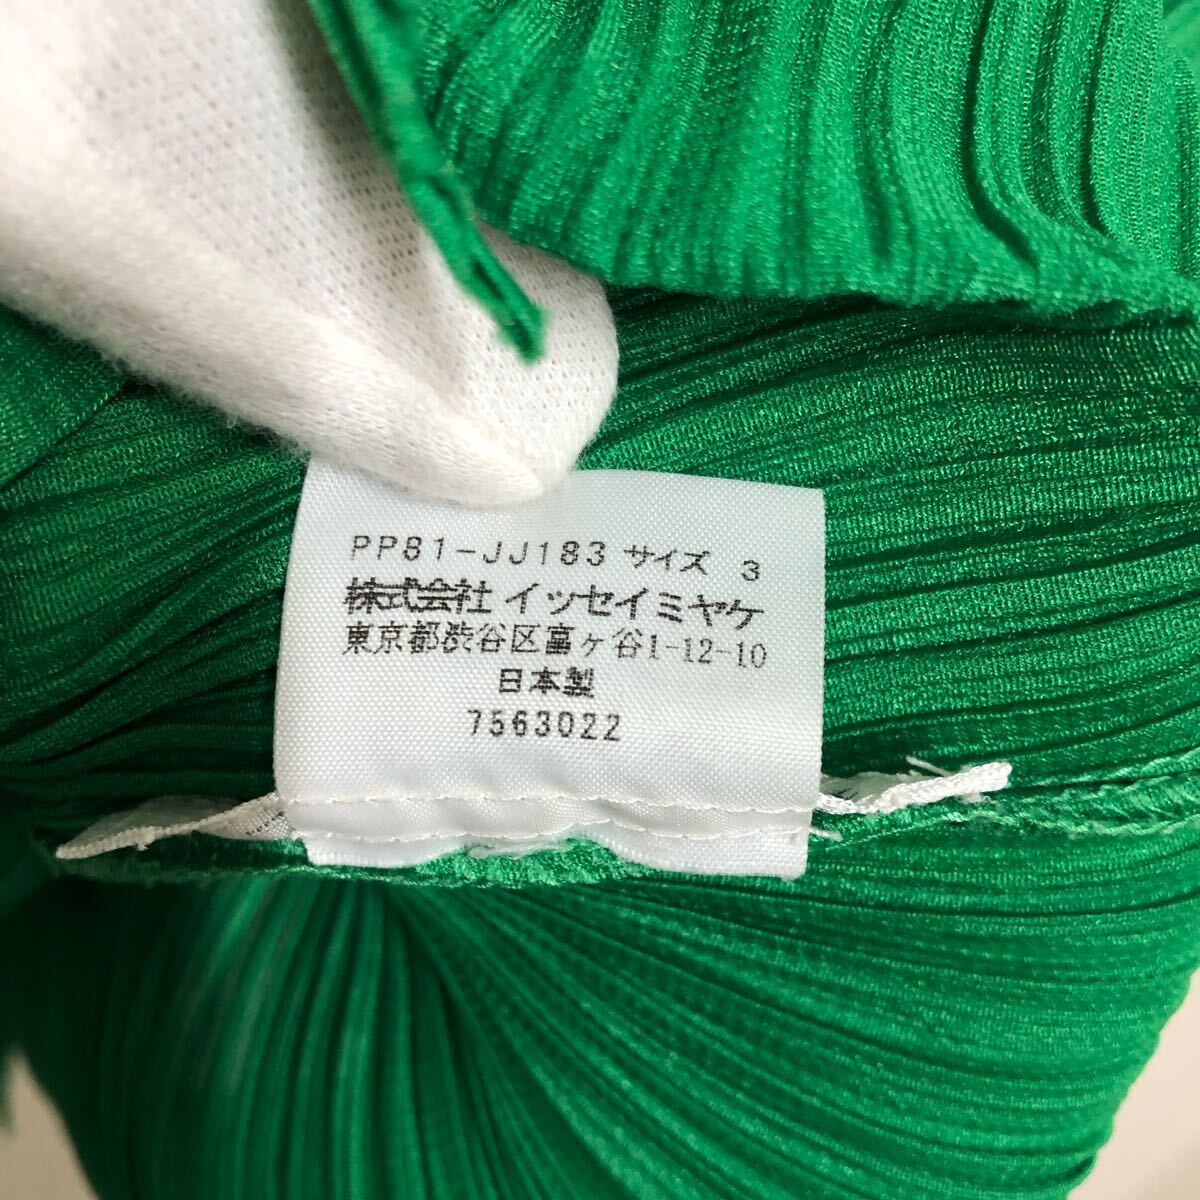 PP81-JJ183 サイズ 3
株式会社 イッセイミヤケ
東京都渋谷区富ヶ谷1-12-10
日本製
7563022